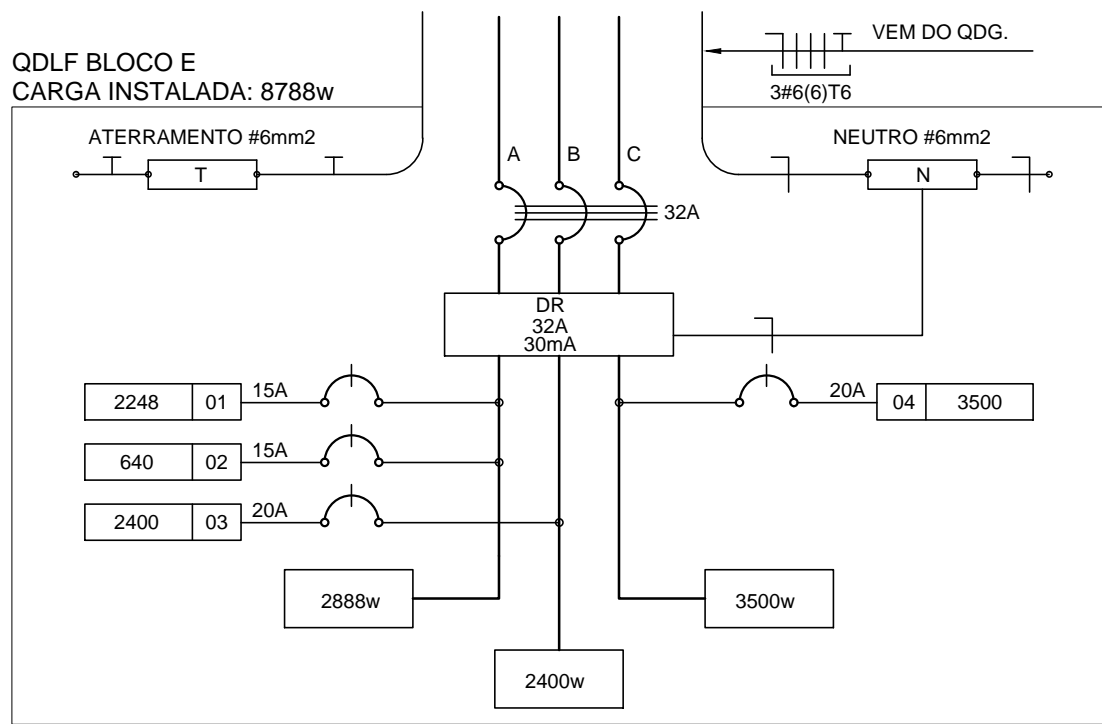 VEM DO QDG.
3#6(6)T6
QDLF BLOCO E
CARGA INSTALADA: 8788w
ATERRAMENTO #6mm2
T
A
B
C
NEUTRO #6mm2
N
32A
DR
32A
30mA
2248 01 15A
20A 04 3500
640 02 15A
2400 03 20A
2888w
3500w
2400w